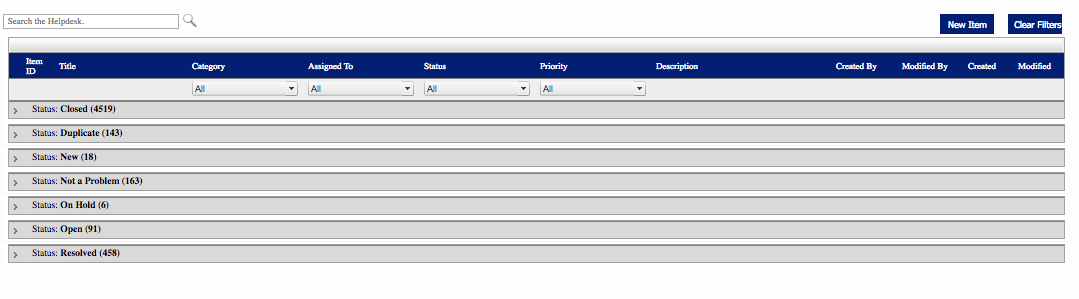 Search the Helpdesk.
New Item
Clear Filters
Item ID Title Category Assigned To Status Priority Description Created By Modified By Created Modified
All All All All
Status: Closed (4519)
Status: Duplicate (143)
Status: New (18)
Status: Not a Problem (163)
Status: On Hold (6)
Status: Open (91)
Status: Resolved (458)